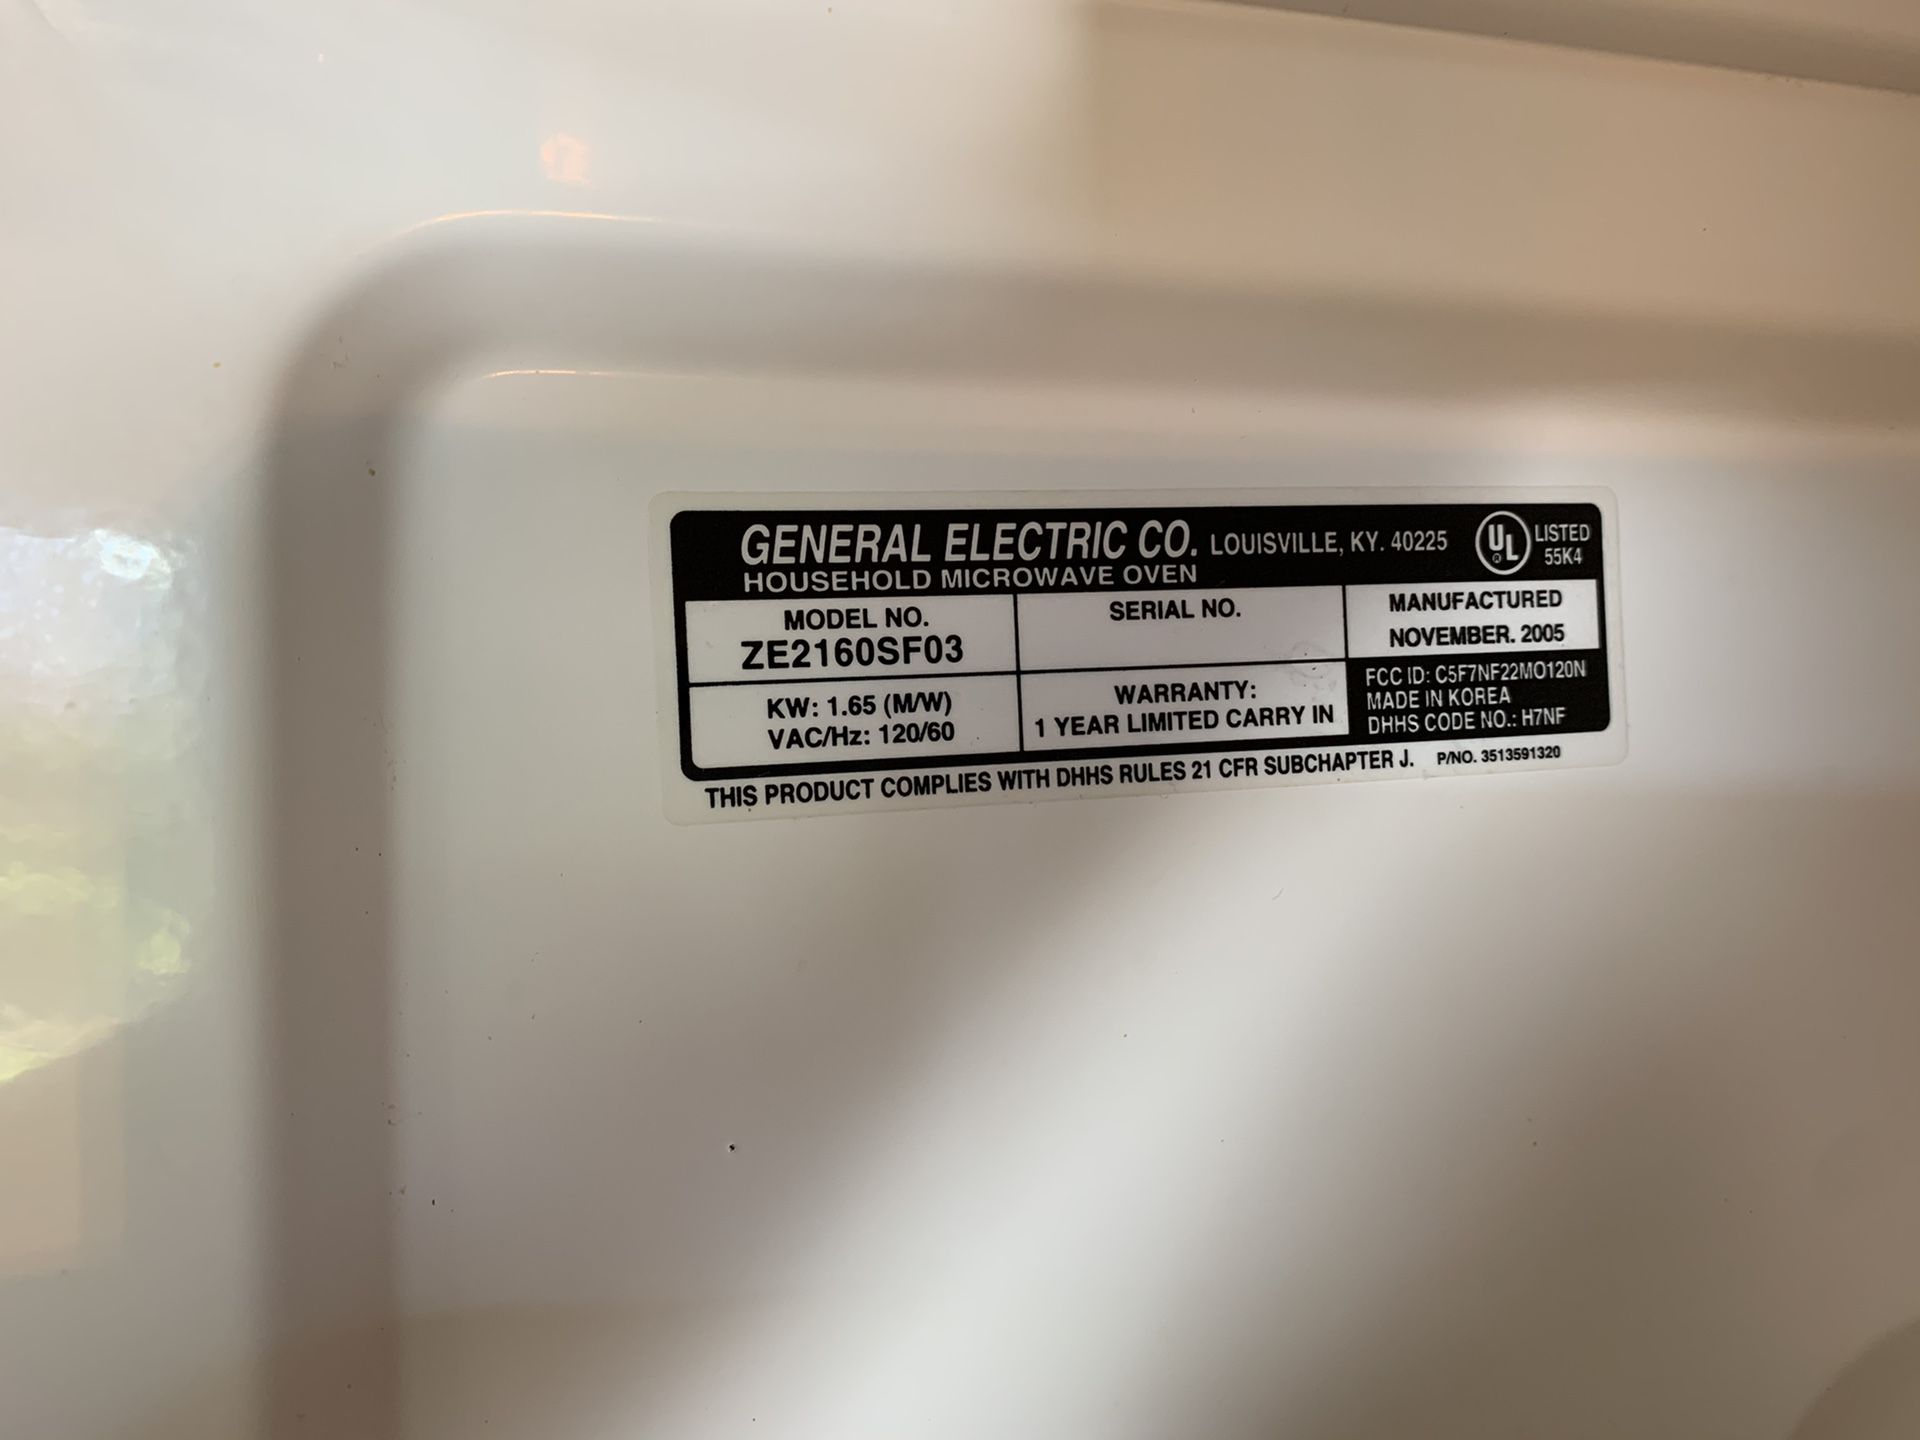 GENERAL ELECTRIC CO. LOUISVILLE, KY. 40225
HOUSEHOLD MICROWAVE OVEN
UL
®
LISTED
55K4
MODEL NO.
ZE2160SF03
SERIAL NO.
MANUFACTURED
NOVEMBER. 2005
KW: 1.65 (M/W)
VAC/Hz: 120/60
WARRANTY:
1 YEAR LIMITED CARRY IN
FCC ID: C5F7NF22MO120N
MADE IN KOREA
DHHS CODE NO.: H7NF
THIS PRODUCT COMPLIES WITH DHHS RULES 21 CFR SUBCHAPTER J. P/NO. 3513591320